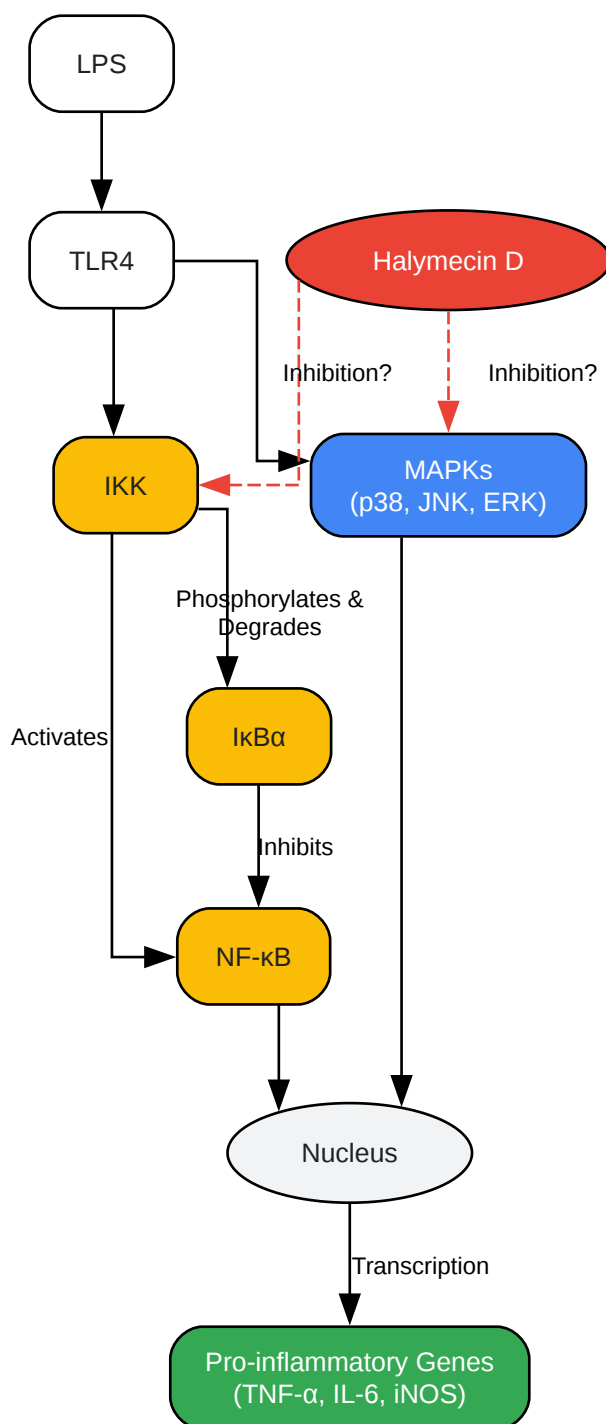 LPS
TLR4
Halymecin D
Inhibition?
Inhibition?
IKK
MAPKs
(p38, JNK, ERK)
Phosphorylates &
Degrades
Activates
IκBα
Inhibits
NF-κB
Nucleus
Transcription
Pro-inflammatory Genes
(TNF-α, IL-6, iNOS)